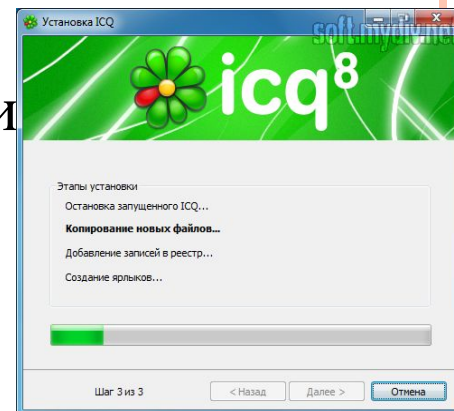 Установка ICQ
soft.mydiv.net
icq8
и
Этапы установки
Остановка запущенного ICQ...
Копирование новых файлов...
Добавление записей в реестр...
Создание ярлыков...
Шаг 3 из 3
< Назад
Далее >
Отмена